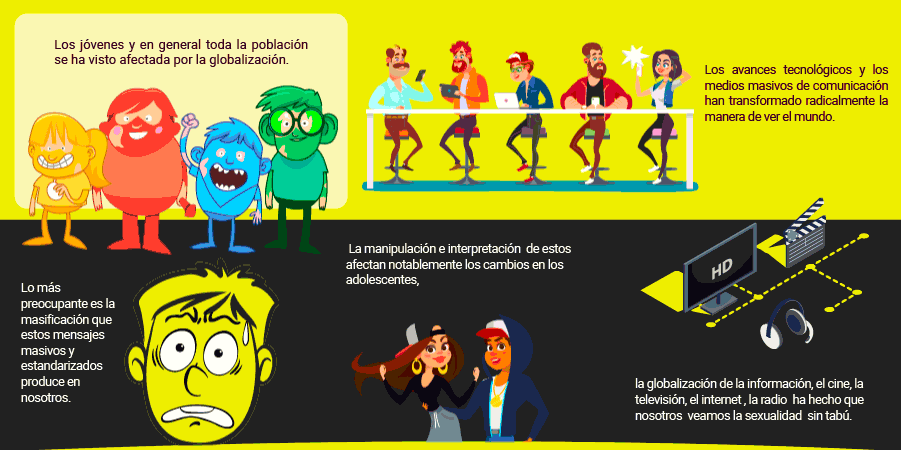 Los jóvenes y en general toda la población
se ha visto afectada por la globalización.
Los avances tecnológicos y los
medios masivos de comunicación
han transformado radicalmente la
manera de ver el mundo.
La manipulación e interpretación de estos
afectan notablemente los cambios en los
adolescentes,
Lo más
preocupante es la
masificación que
estos mensajes
masivos y
estandarizados
produce en
nosotros.
HD
la globalización de la información, el cine, la
televisión, el internet , la radio ha hecho que
nosotros veamos la sexualidad sin tabú.